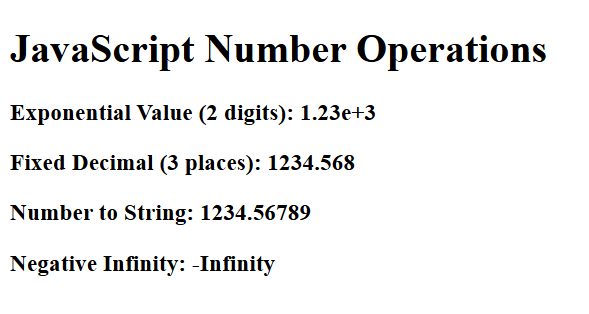 JavaScript Number Operations
Exponential Value (2 digits): 1.23e+3
Fixed Decimal (3 places): 1234.568
Number to String: 1234.56789
Negative Infinity: -Infinity